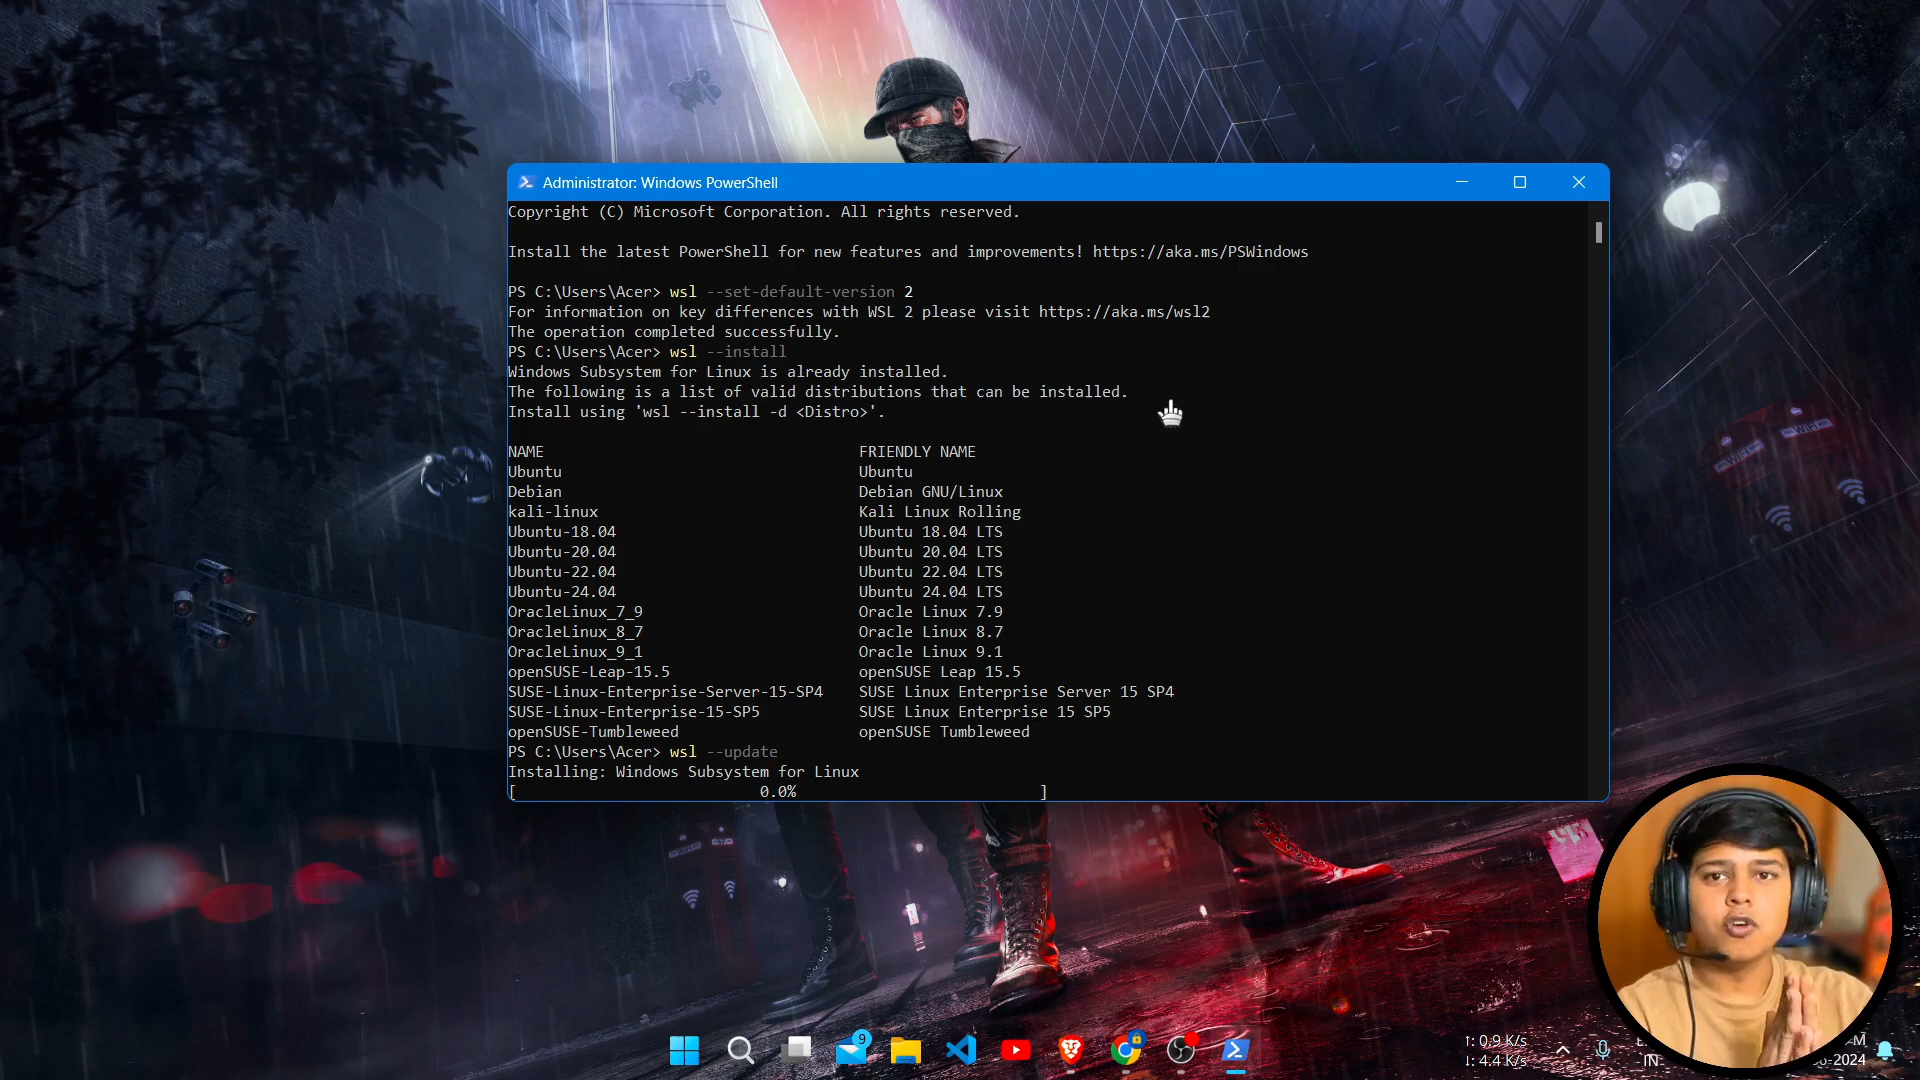 Administrator: Windows PowerShell
Copyright (C) Microsoft Corporation. All rights reserved.
Install the latest PowerShell for new features and improvements! https://aka.ms/PSWindows
PS C:\Users\Acer> wsl --set-default-version 2
For information on key differences with WSL 2 please visit https://aka.ms/wsl2
The operation completed successfully.
PS C:\Users\Acer> wsl --install
Windows Subsystem for Linux is already installed.
The following is a list of valid distributions that can be installed.
Install using 'wsl --install -d <Distro>'.
NAME FRIENDLY NAME
Ubuntu Ubuntu
Debian Debian GNU/Linux
kali-linux Kali Linux Rolling
Ubuntu-18.04 Ubuntu 18.04 LTS
Ubuntu-20.04 Ubuntu 20.04 LTS
Ubuntu-22.04 Ubuntu 22.04 LTS
Ubuntu-24.04 Ubuntu 24.04 LTS
OracleLinux_7_9 Oracle Linux 7.9
OracleLinux_8_7 Oracle Linux 8.7
OracleLinux_9_1 Oracle Linux 9.1
openSUSE-Leap-15.5 openSUSE Leap 15.5
SUSE-Linux-Enterprise-Server-15-SP4 SUSE Linux Enterprise Server 15 SP4
SUSE-Linux-Enterprise-15-SP5 SUSE Linux Enterprise 15 SP5
openSUSE-Tumbleweed openSUSE Tumbleweed
PS C:\Users\Acer> wsl --update
Installing: Windows Subsystem for Linux
[ 0.0% ]
WiFi
WiFi
9
↑: 0.9 K/s
↓: 4.4 K/s
IN
-2024